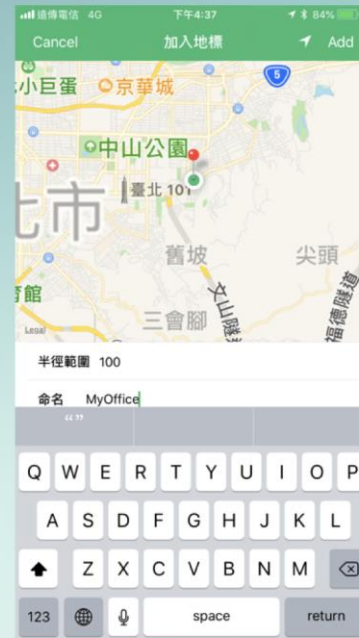 遠傳電信 4G 下午4:37 84%
Cancel 加入地標 Add
5
小巨蛋 京華城
中山公園
臺北 101
北市
舊坡 尖頭
文山隧
福德隧道
育館
三會腳
Legal
半徑範圍 100
命名 MyOffice
“ ”
Q W E R T Y U I O P
A S D F G H J K L
Z X C V B N M
123 space return